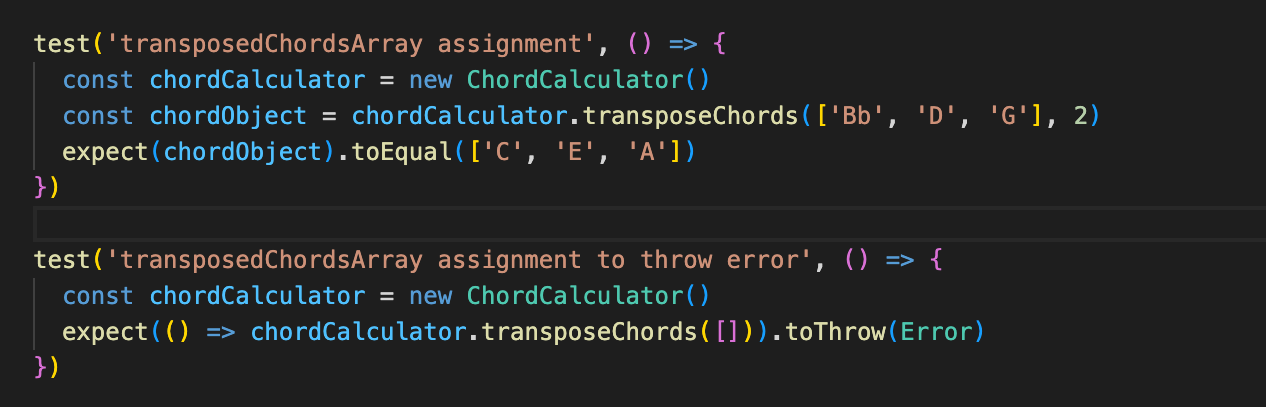 test('transposedChordsArray assignment', () => {
  const chordCalculator = new ChordCalculator()
  const chordObject = chordCalculator.transposeChords(['Bb', 'D', 'G'], 2)
  expect(chordObject).toEqual(['C', 'E', 'A'])
})

test('transposedChordsArray assignment to throw error', () => {
  const chordCalculator = new ChordCalculator()
  expect(() => chordCalculator.transposeChords([])).toThrow(Error)
})